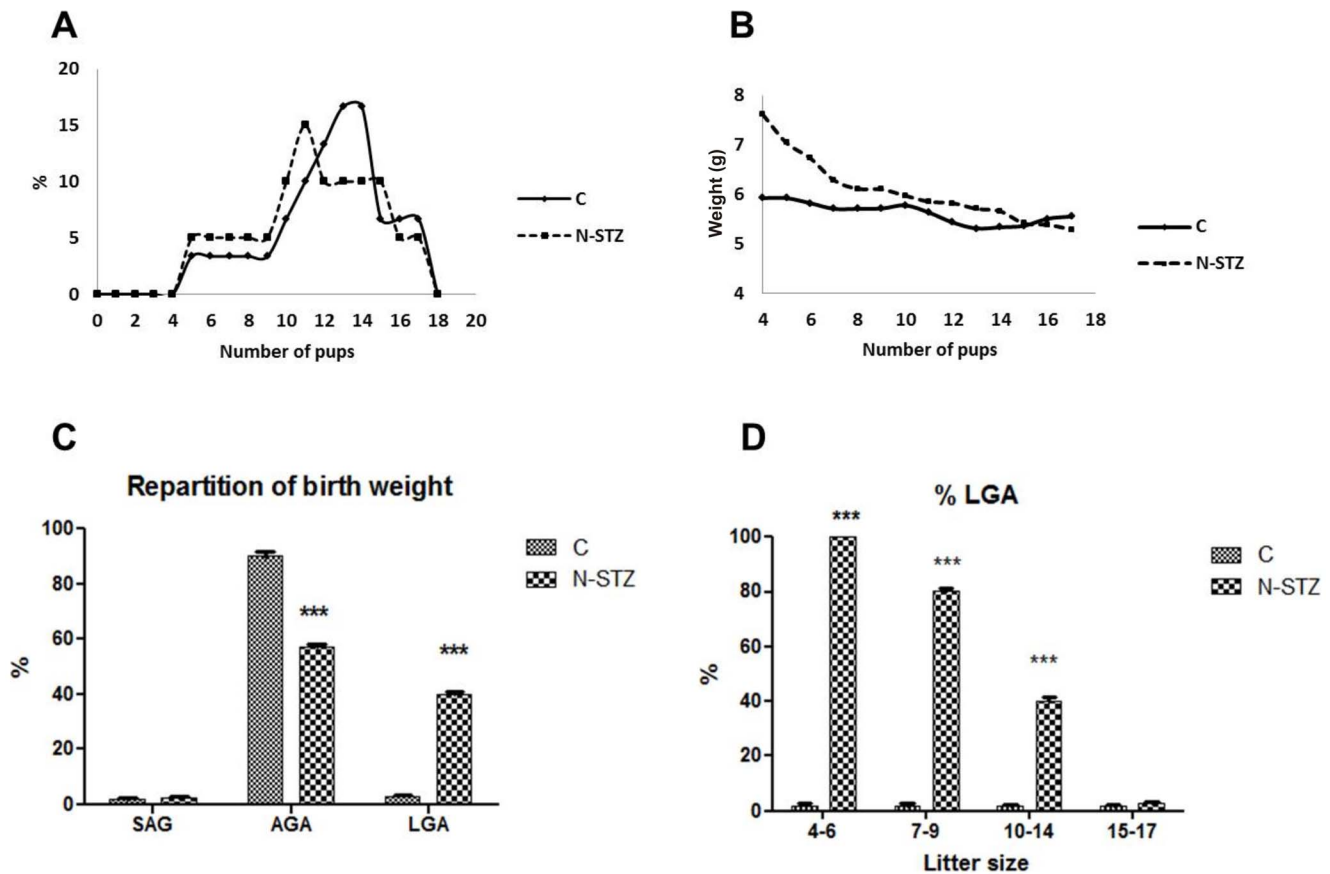 A
20
15
10
5
0
%
0 2 4 6 8 10 12 14 16 18 20
Number of pups
C
N-STZ
B
8
7
6
5
4
Weight (g)
4 6 8 10 12 14 16 18
Number of pups
C
N-STZ
C
Repartition of birth weight
100
80
60
40
20
0
%
***
***
SAG AGA LGA
C
N-STZ
D
% LGA
100
80
60
40
20
0
%
***
***
***
4-6 7-9 10-14 15-17
Litter size
C
N-STZ